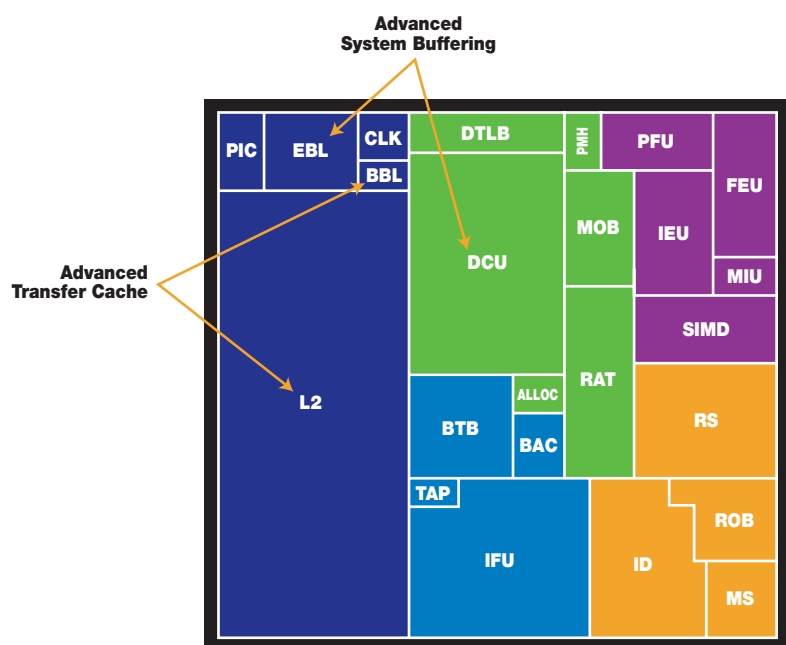 Advanced
System Buffering
PIC
EBL
CLK
BBL
DTLB
PMH
PFU
FEU
MOB
IEU
DCU
MIU
Advanced
Transfer Cache
SIMD
L2
ALLOC
RAT
BTB
BAC
RS
TAP
IFU
ID
ROB
MS